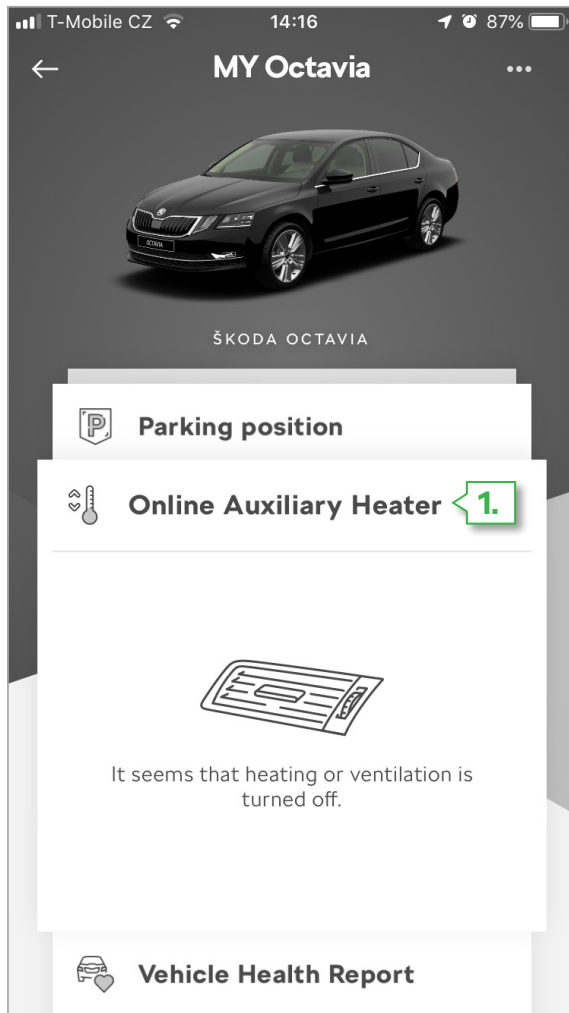 T-Mobile CZ 14:16 87%
MY Octavia
OCTAVIA
ŠKODA OCTAVIA
P Parking position
Online Auxiliary Heater 1.
It seems that heating or ventilation is
turned off.
Vehicle Health Report